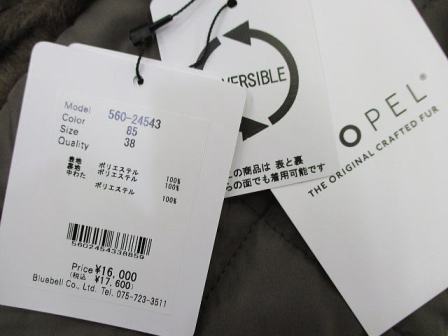 Model 560-24543
Color 85
Size 38
Quality
表地 ポリエステル 100%
裏地 ポリエステル 100%
中わた ポリエステル 100%
5602454338859
Price ¥16,000
(税込 ¥17,600)
Bluebell Co., Ltd. Tel. 075-723-3511
VERSIBLE
の商品は 表と裏
らの面でも着用可能です
OPEL®
THE ORIGINAL CRAFTED FUR